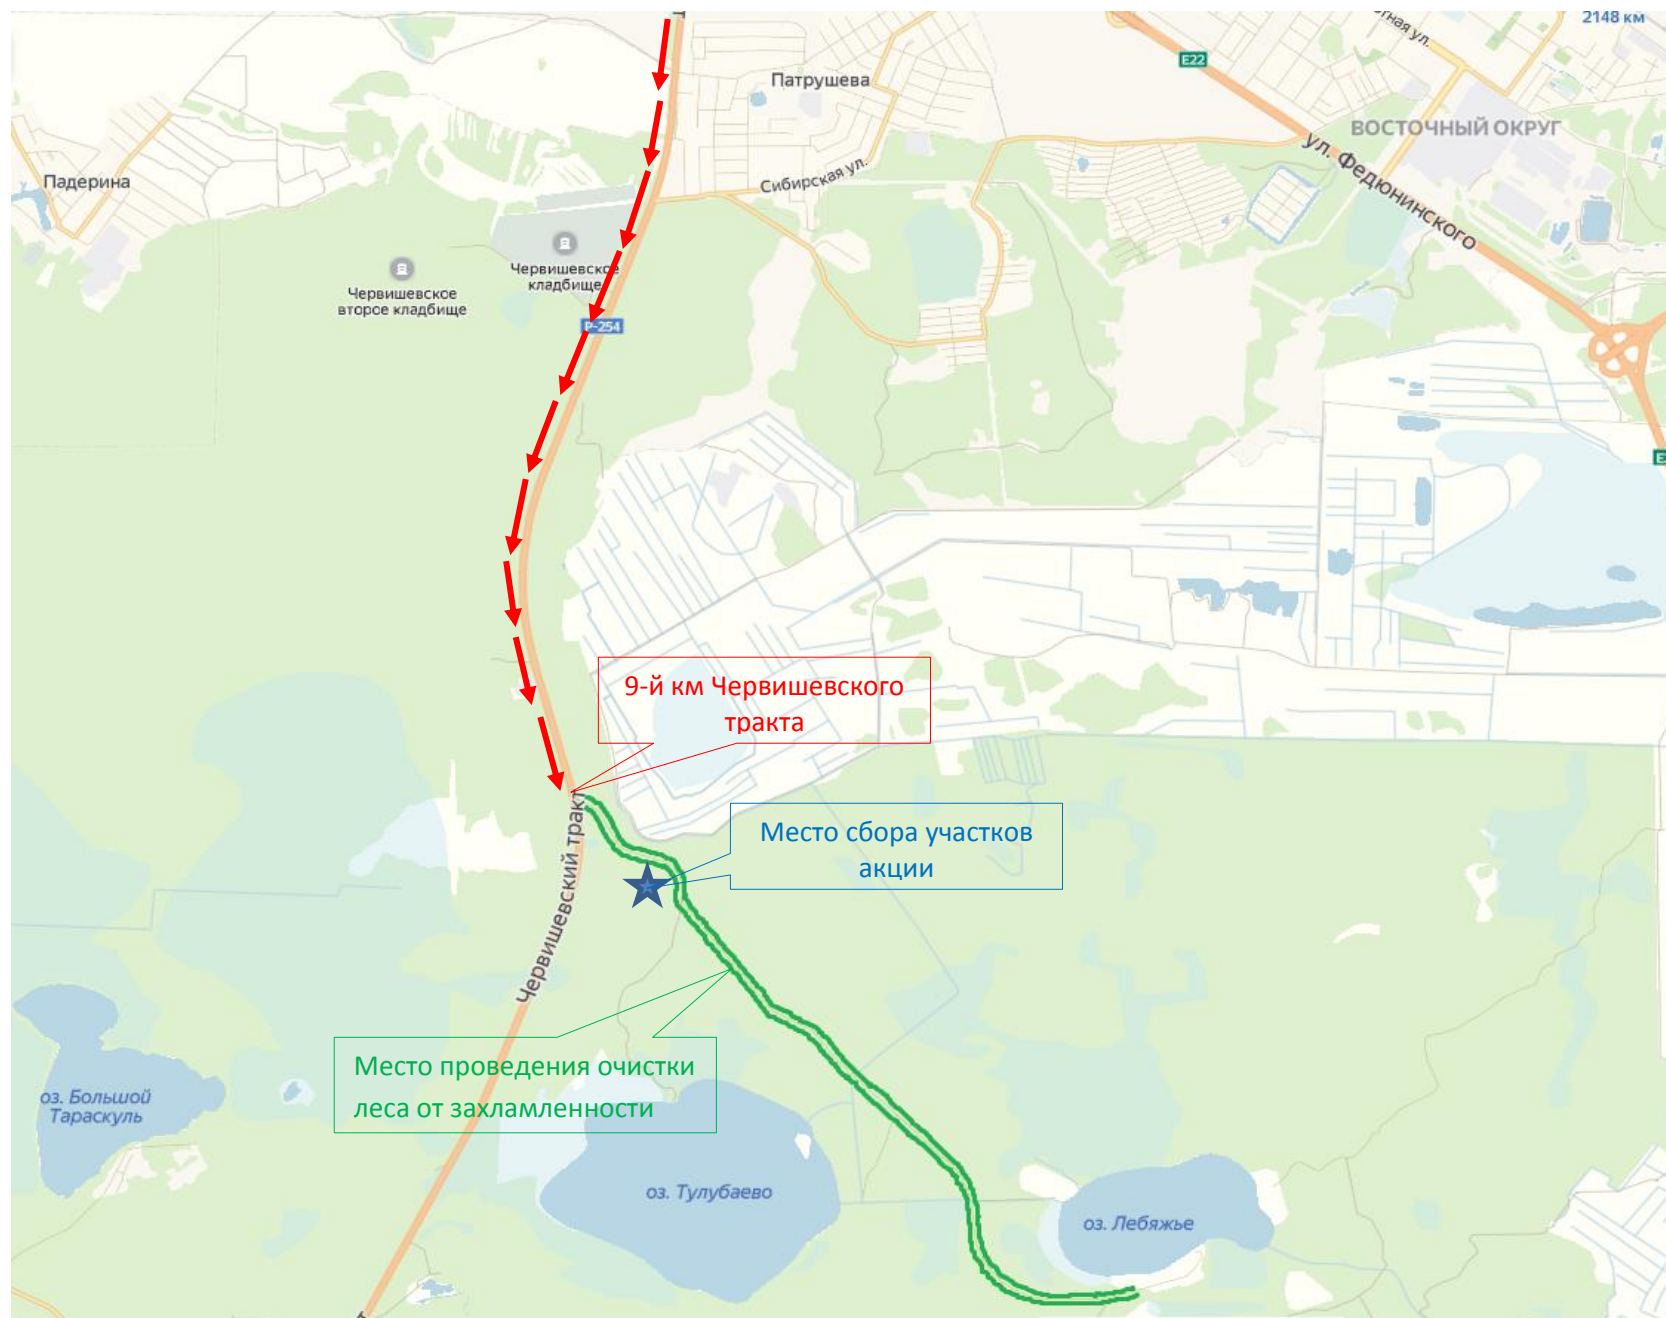 2148 км
Е22
Патрушева
ВОСТОЧНЫЙ ОКРУГ
ул. Федюнинского
Падерина
Сибирская ул.
Червишевское
кладбище
Червишевское
второе кладбище
Р-254
9-й км Червишевского
тракта
Место сбора участков
акции
Червишевский тракт
Место проведения очистки
леса от захламленности
оз. Большой
Тараскуль
оз. Тулубаево
оз. Лебяжье